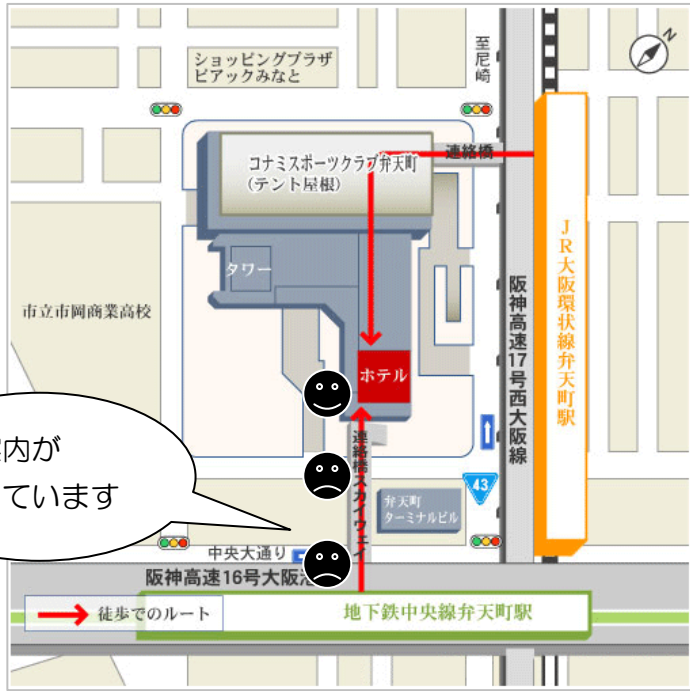 ショッピングプラザ
ピアックみなと
至尼崎
N
コナミスポーツクラブ弁天町
(テント屋根)
連絡橋
タワー
市立市岡商業高校
ホテル
JR大阪環状線弁天町駅
阪神高速17号西大阪線
内が
ています
連絡橋スカイウェイ
弁天町
ターミナルビル
43
中央大通り
阪神高速16号大阪
徒歩でのルート
地下鉄中央線弁天町駅